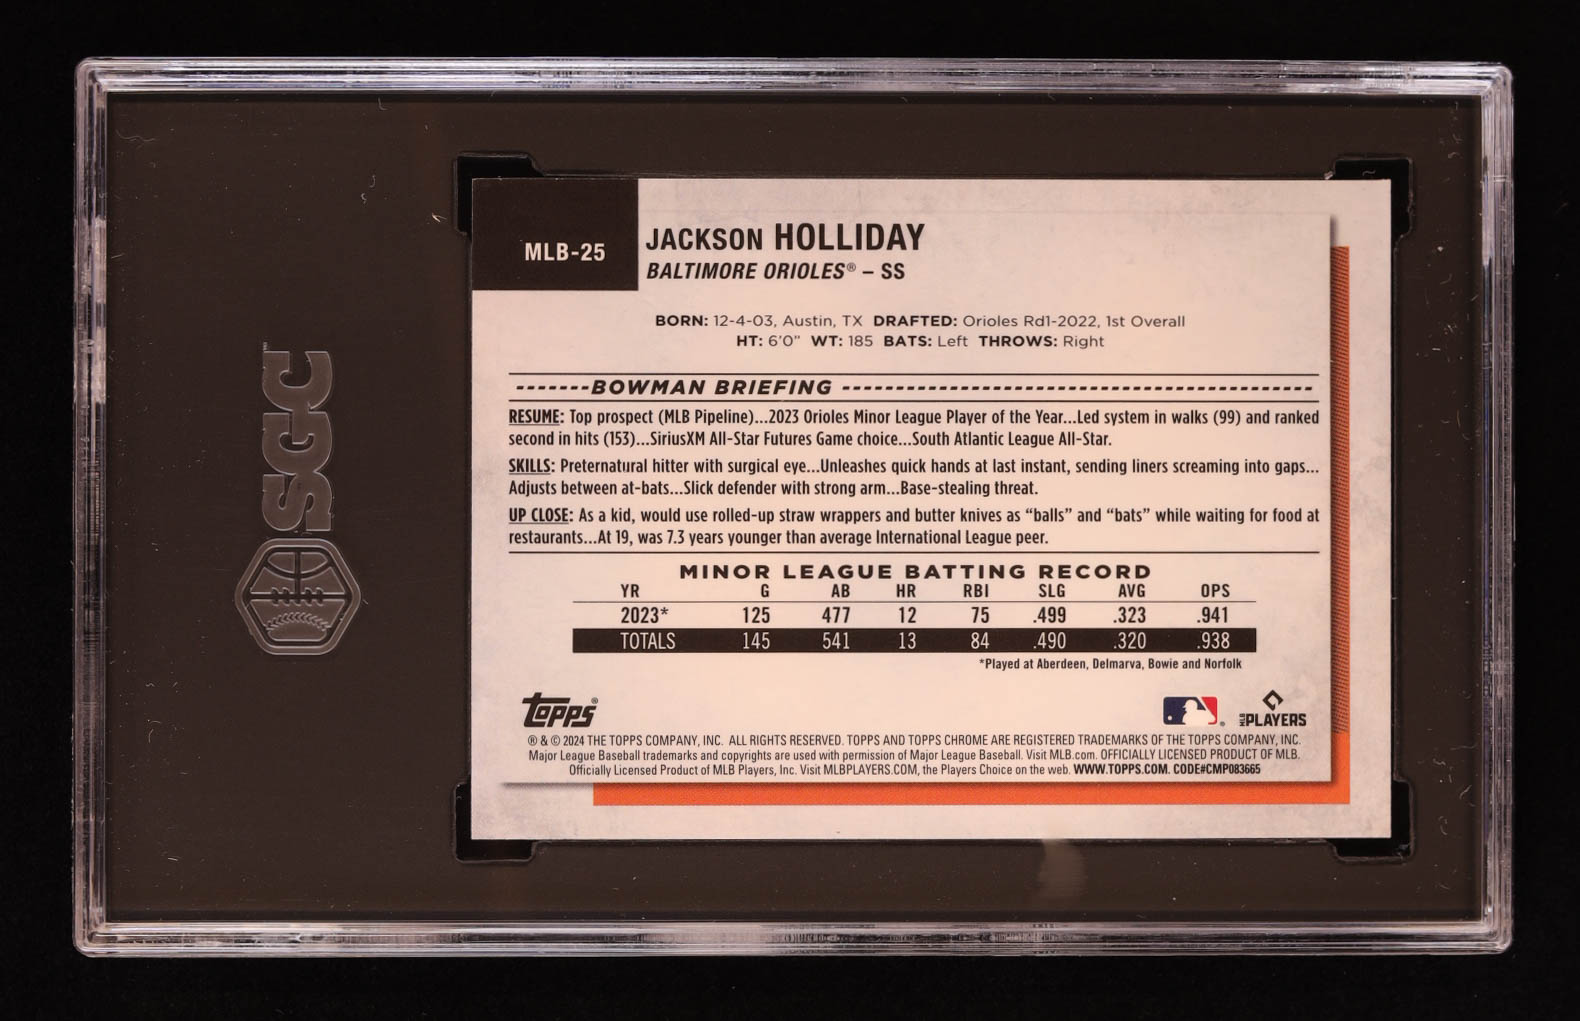 SGC
MLB-25
JACKSON HOLLIDAY
BALTIMORE ORIOLES® – SS
BORN: 12-4-03, Austin, TX DRAFTED: Orioles Rd1-2022, 1st Overall
HT: 6'0" WT: 185 BATS: Left THROWS: Right
-------BOWMAN BRIEFING --------------------------------------------
RESUME: Top prospect (MLB Pipeline)...2023 Orioles Minor League Player of the Year...Led system in walks (99) and ranked
second in hits (153)...SiriusXM All-Star Futures Game choice...South Atlantic League All-Star.
SKILLS: Preternatural hitter with surgical eye...Unleashes quick hands at last instant, sending liners screaming into gaps...
Adjusts between at-bats...Slick defender with strong arm...Base-stealing threat.
UP CLOSE: As a kid, would use rolled-up straw wrappers and butter knives as “balls” and “bats” while waiting for food at
restaurants...At 19, was 7.3 years younger than average International League peer.
MINOR LEAGUE BATTING RECORD
YR G AB HR RBI SLG AVG OPS
2023* 125 477 12 75 .499 .323 .941
TOTALS 145 541 13 84 .490 .320 .938
*Played at Aberdeen, Delmarva, Bowie and Norfolk
Topps®
MLB PLAYERS
® & © 2024 THE TOPPS COMPANY, INC. ALL RIGHTS RESERVED. TOPPS AND TOPPS CHROME ARE REGISTERED TRADEMARKS OF THE TOPPS COMPANY, INC.
Major League Baseball trademarks and copyrights are used with permission of Major League Baseball. Visit MLB.com. OFFICIALLY LICENSED PRODUCT OF MLB.
Officially Licensed Product of MLB Players, Inc. Visit MLBPLAYERS.COM, the Players Choice on the web. WWW.TOPPS.COM. CODE#CMP083665